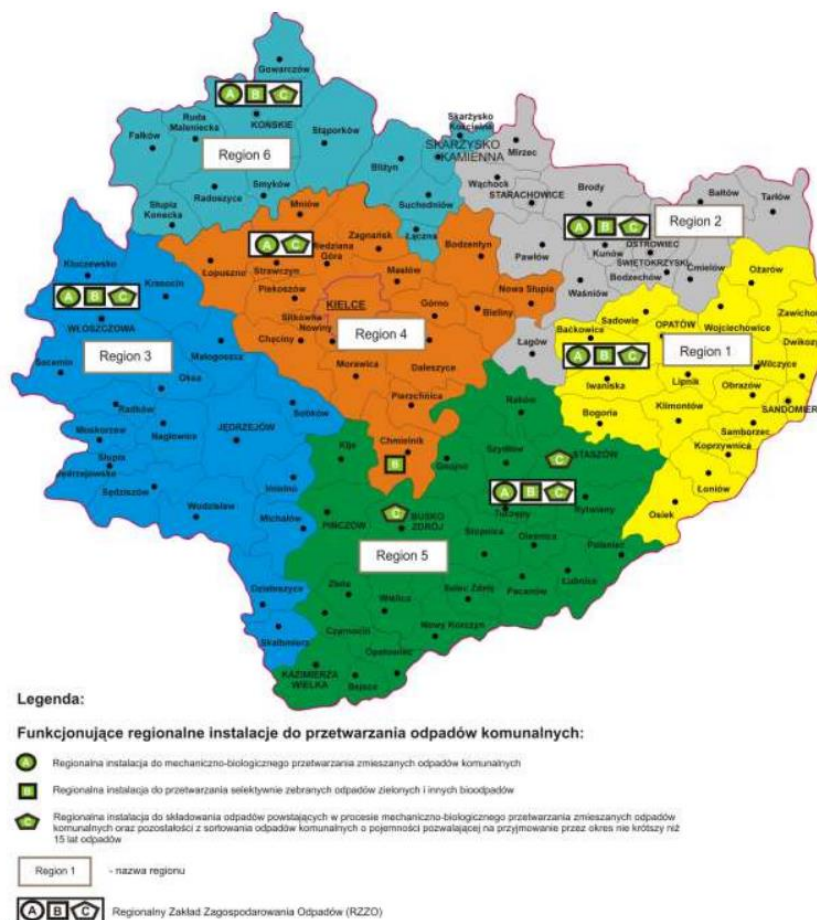 Gowarczów
A B C
KOŃSKIE
Ruda
Maleniecka
Fałków
Stąporków
Region 6
Radoszyce
Smyków
Słupia
Konecka
Bliżyn
Skarżysko
Kościelne
SKARŻYSKO
KAMIENNA
Suchedniów
Łączna
Mirzec
Wąchock
STARACHOWICE
Brody
Bałtów
Tarłów
A B C
Region 2
Kunów
OSTROWIEC
ŚWIĘTOKRZYSKI
Pawłów
Bodzechów
Ćmielów
Waśniów
Łagów
Mniów
Zagnańsk
A C
Strawczyn
Łopuszno
Piekoszów
Masłów
Bodzentyn
Nowa Słupia
KIELCE
Sitkówka
Nowiny
Region 4
Górno
Bieliny
Chęciny
Morawica
Daleszyce
Pierzchnica
Chmielnik
B
Kluczewsko
Krasocin
A B C
WŁOSZCZOWA
Region 3
Małogoszcz
Secemin
Oksa
Radków
Moskorzew
Nagłowice
JĘDRZEJÓW
Sobków
Słupia
Jędrzejowska
Sędziszów
Imielno
Wodzisław
Michałów
Działoszyce
Skalbmierz
Ożarów
Sadowie
Baćkowice
OPATÓW
Wojciechowice
Zawichost
Dwikozy
A B C
Region 1
Wilczyce
Iwaniska
Lipnik
Obrazów
SANDOMIERZ
Bogoria
Klimontów
Samborzec
Koprzywnica
Łoniów
Osiek
Raków
Kije
Gnojno
Szydłów
C
STASZÓW
A B C
Tuczępy
Rytwiany
C
BUSKO
ZDRÓJ
PIŃCZÓW
Stopnica
Oleśnica
Połaniec
Region 5
Złota
Wiślica
Solec Zdrój
Pacanów
Łubnice
Czarnocin
Nowy Korczyn
Opatowiec
KAZIMIERZA
WIELKA
Bejsce
Legenda:
Funkcjonujące regionalne instalacje do przetwarzania odpadów komunalnych:
A Regionalna instalacja do mechaniczno-biologicznego przetwarzania zmieszanych odpadów komunalnych
B Regionalna instalacja do przetwarzania selektywnie zebranych odpadów zielonych i innych bioodpadów
C Regionalna instalacja do składowania odpadów powstających w procesie mechaniczno-biologicznego przetwarzania zmieszanych odpadów
komunalnych oraz pozostałości z sortowania odpadów komunalnych o pojemności pozwalającej na przyjmowanie przez okres nie krótszy niż
15 lat odpadów
Region 1 - nazwa regionu
A B C Regionalny Zakład Zagospodarowania Odpadów (RZZO)